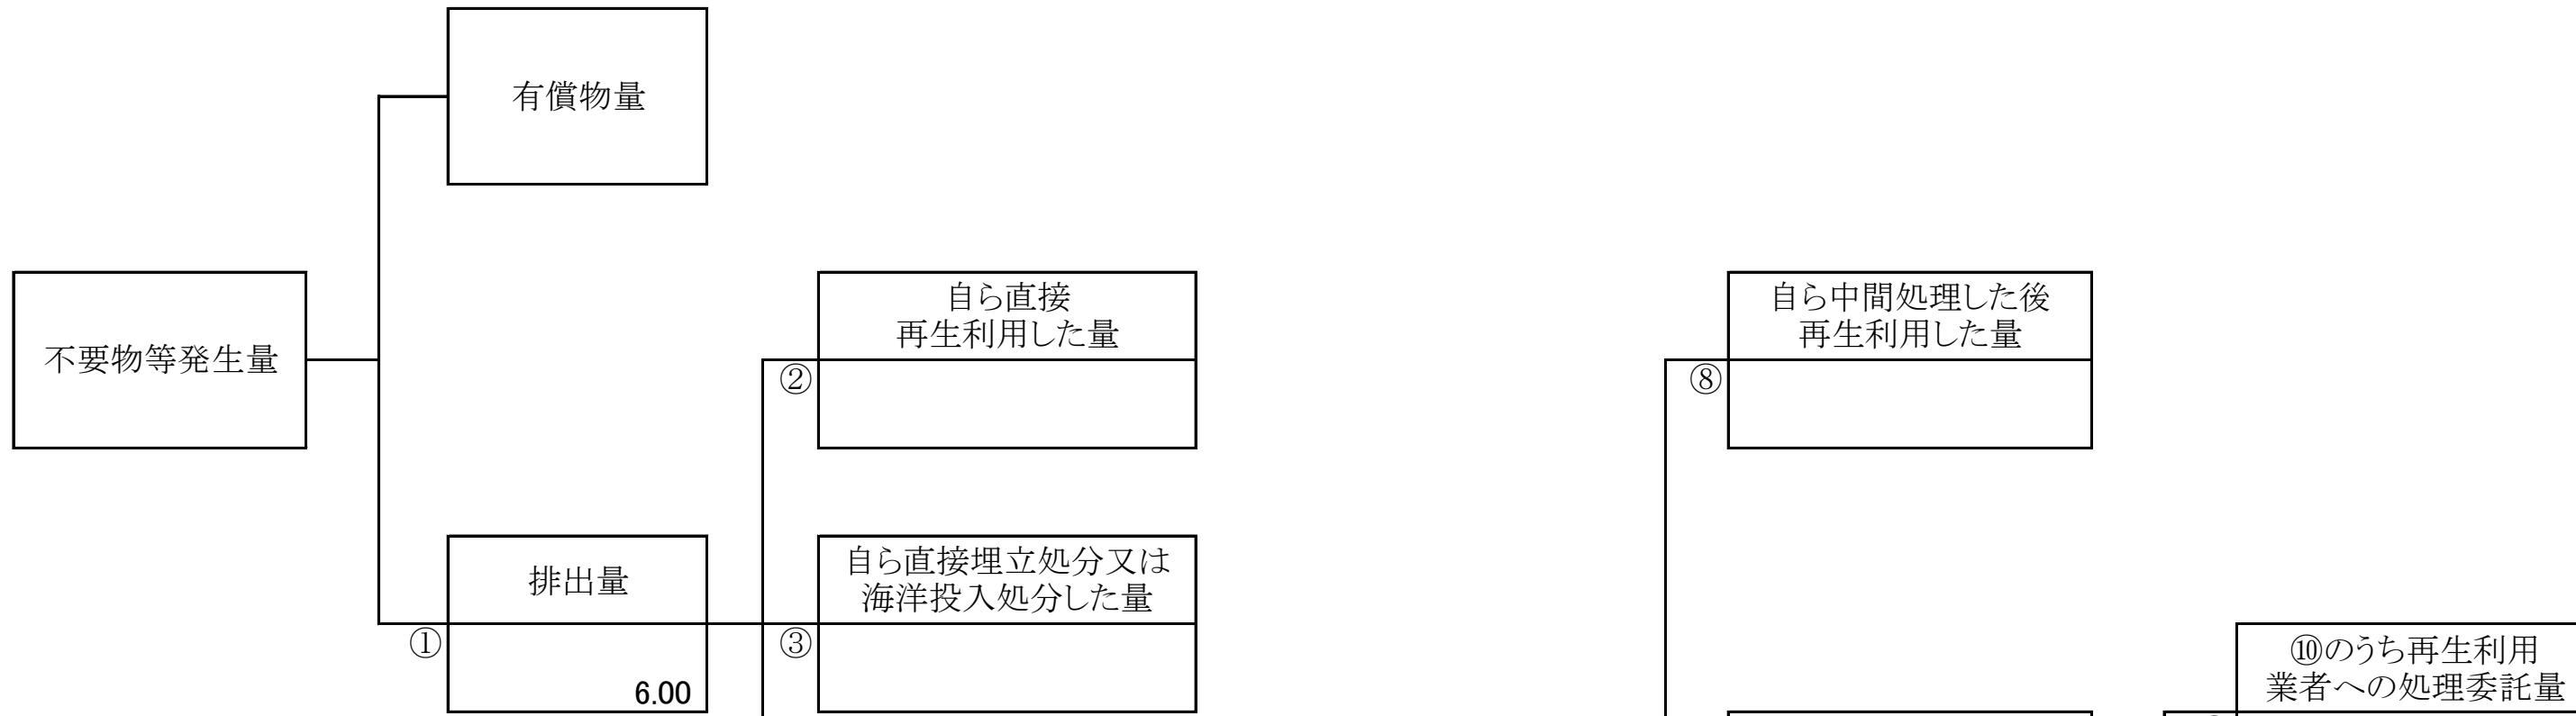 有償物量
不要物等発生量
自ら直接
再生利用した量
②
自ら中間処理した後
再生利用した量
⑧
排出量
①
6.00
自ら直接埋立処分又は
海洋投入処分した量
③
⑩のうち再生利用
業者への処理委託量